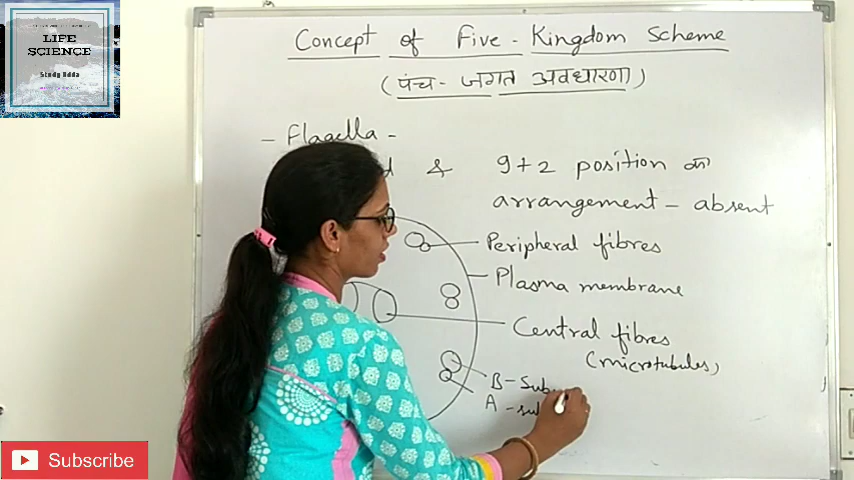 LIFE
SCIENCE
Study Adda
Concept of Five-Kingdom Scheme
(पंच-जगत अवधारणा)
- Flagella -
& 9+2 position का
arrangement - absent
Peripheral fibres
Plasma membrane
Central fibres
(microtubules)
B - Subu
A - sub
Subscribe